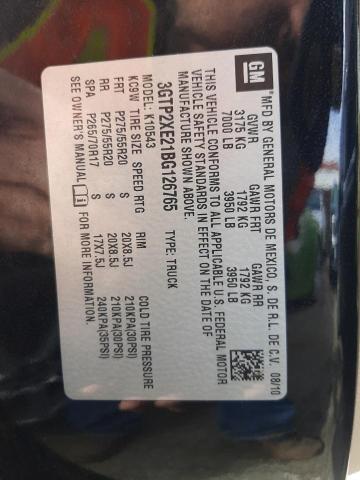 GM
MFD BY GENERAL MOTORS DE MEXICO, S. DE R.L. DE C.V. 08/10
GVWR GAWR FRT GAWR RR
3175 KG 1792 KG 1792 KG
7000 LB 3950 LB 3950 LB
THIS VEHICLE CONFORMS TO ALL APPLICABLE U.S. FEDERAL MOTOR
VEHICLE SAFETY STANDARDS IN EFFECT ON THE DATE OF
MANUFACTURE SHOWN ABOVE.
3GTP2XE21BG126765 TYPE: TRUCK
MODEL: K10543
KC9W TIRE SIZE SPEED RTG RIM COLD TIRE PRESSURE
FRT P275/55R20 S 20X8.5J 210KPA(30PSI)
RR P275/55R20 S 20X8.5J 210KPA(30PSI)
SPA P265/70R17 S 17X7.5J 240KPA(35PSI)
SEE OWNER'S MANUAL FOR MORE INFORMATION.